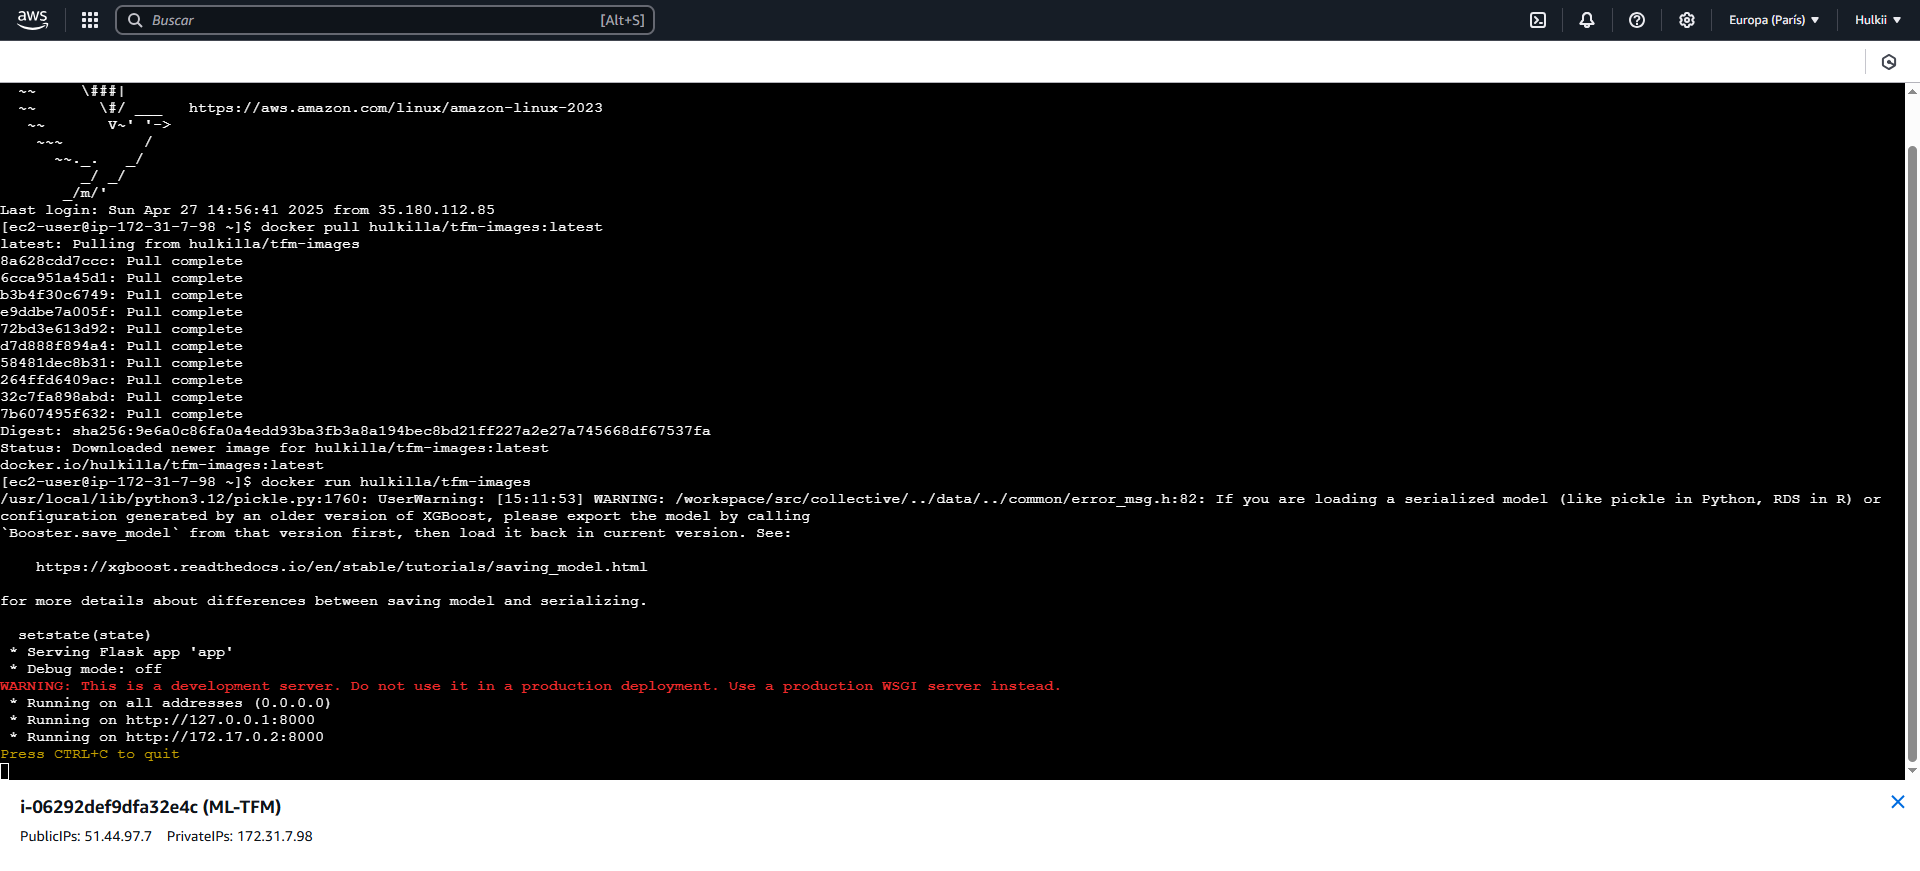 aws
Buscar [Alt+S]
Europa (París) ▼
Hulkii ▼
~~     \###|
~~       \#/ ___   https://aws.amazon.com/linux/amazon-linux-2023
~~       V~' '->
~~~         /
~~._.   _/
_/ _/
_/m/'
Last login: Sun Apr 27 14:56:41 2025 from 35.180.112.85
[ec2-user@ip-172-31-7-98 ~]$ docker pull hulkilla/tfm-images:latest
latest: Pulling from hulkilla/tfm-images
8a628cdd7ccc: Pull complete
6cca951a45d1: Pull complete
b3b4f30c6749: Pull complete
e9ddbe7a005f: Pull complete
72bd3e613d92: Pull complete
d7d888f894a4: Pull complete
58481dec8b31: Pull complete
264ffd6409ac: Pull complete
32c7fa898abd: Pull complete
7b607495f632: Pull complete
Digest: sha256:9e6a0c86fa0a4edd93ba3fb3a8a194bec8bd21ff227a2e27a745668df67537fa
Status: Downloaded newer image for hulkilla/tfm-images:latest
docker.io/hulkilla/tfm-images:latest
[ec2-user@ip-172-31-7-98 ~]$ docker run hulkilla/tfm-images
/usr/local/lib/python3.12/pickle.py:1760: UserWarning: [15:11:53] WARNING: /workspace/src/collective/../data/../common/error_msg.h:82: If you are loading a serialized model (like pickle in Python, RDS in R) or
configuration generated by an older version of XGBoost, please export the model by calling
`Booster.save_model` from that version first, then load it back in current version. See:
https://xgboost.readthedocs.io/en/stable/tutorials/saving_model.html
for more details about differences between saving model and serializing.
setstate(state)
* Serving Flask app 'app'
* Debug mode: off
WARNING: This is a development server. Do not use it in a production deployment. Use a production WSGI server instead.
* Running on all addresses (0.0.0.0)
* Running on http://127.0.0.1:8000
* Running on http://172.17.0.2:8000
Press CTRL+C to quit
i-06292def9dfa32e4c (ML-TFM)
PublicIPs: 51.44.97.7 PrivateIPs: 172.31.7.98